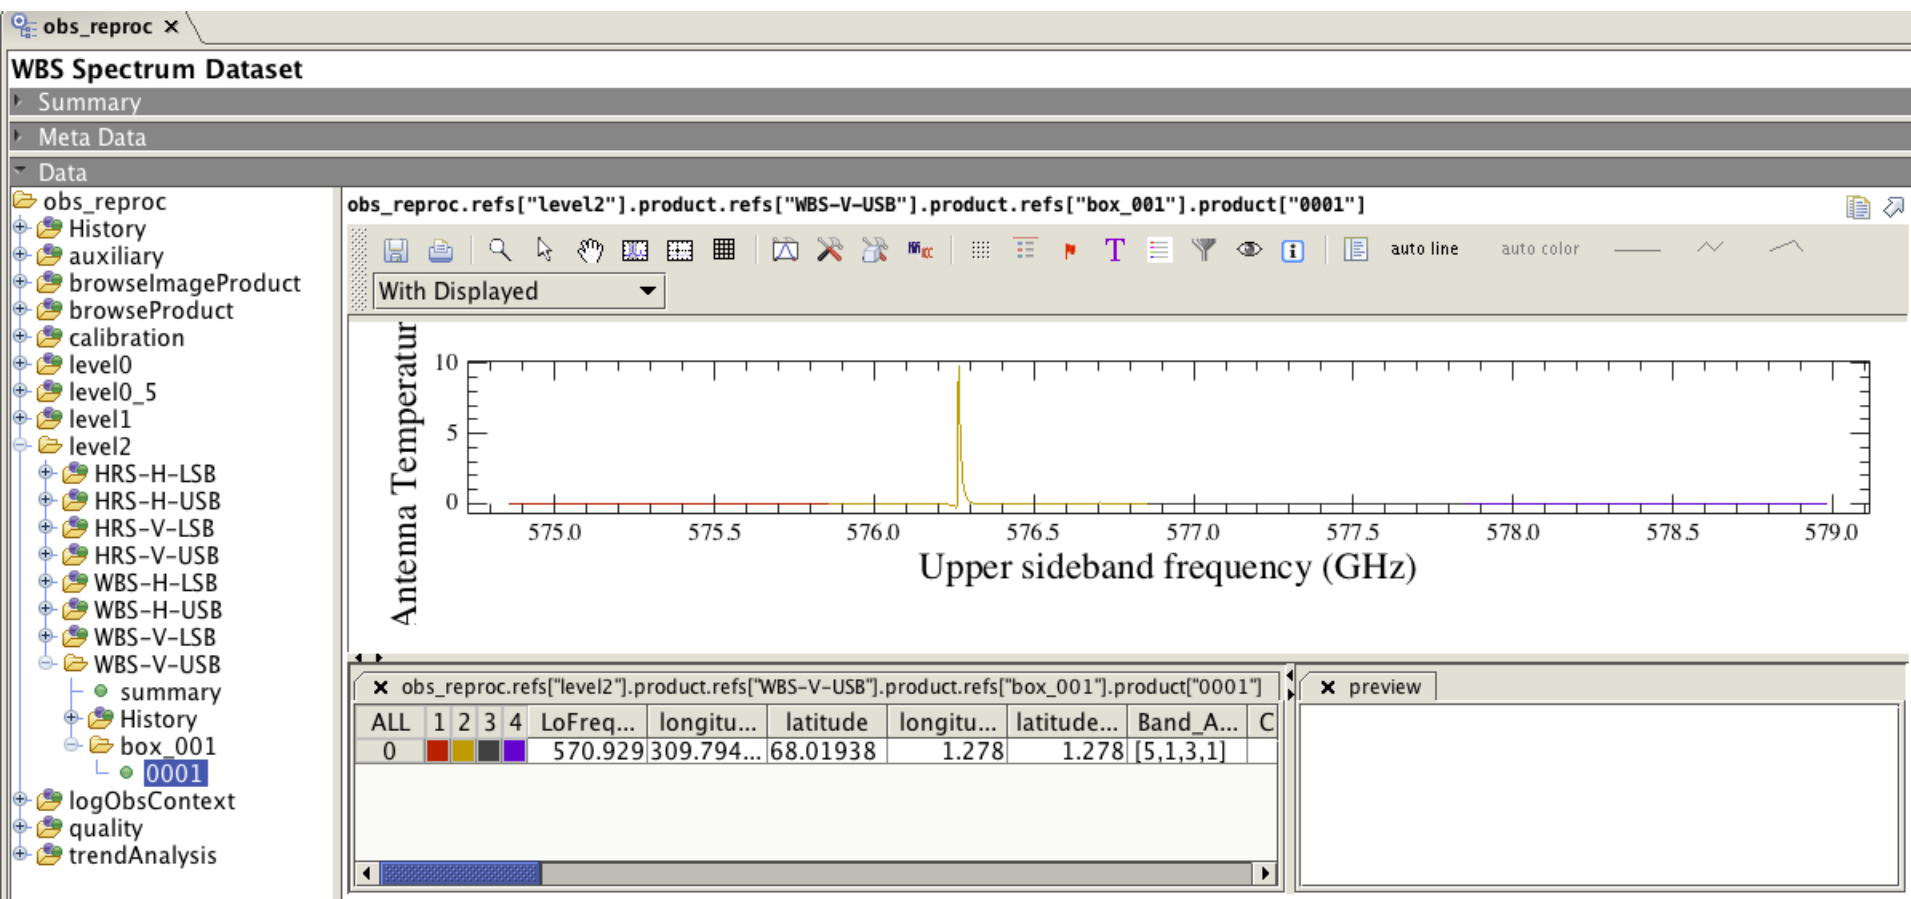 obs_reproc
WBS Spectrum Dataset
Summary
Meta Data
Data
obs_reproc
History
auxiliary
browseImageProduct
browseProduct
calibration
level0
level0_5
level1
level2
HRS-H-LSB
HRS-H-USB
HRS-V-LSB
HRS-V-USB
WBS-H-LSB
WBS-H-USB
WBS-V-LSB
WBS-V-USB
summary
History
box_001
0001
logObsContext
quality
trendAnalysis
obs_reproc.refs["level2"].product.refs["WBS-V-USB"].product.refs["box_001"].product["0001"]
T auto line auto color
With Displayed
Antenna Temperatur
10
5
0
575.0 575.5 576.0 576.5 577.0 577.5 578.0 578.5 579.0
Upper sideband frequency (GHz)
obs_reproc.refs["level2"].product.refs["WBS-V-USB"].product.refs["box_001"].product["0001"]
ALL 1 2 3 4 LoFreq... longitu... latitude longitu... latitude... Band_A... C
0 570.929 309.794... 68.01938 1.278 1.278 [5,1,3,1]
preview